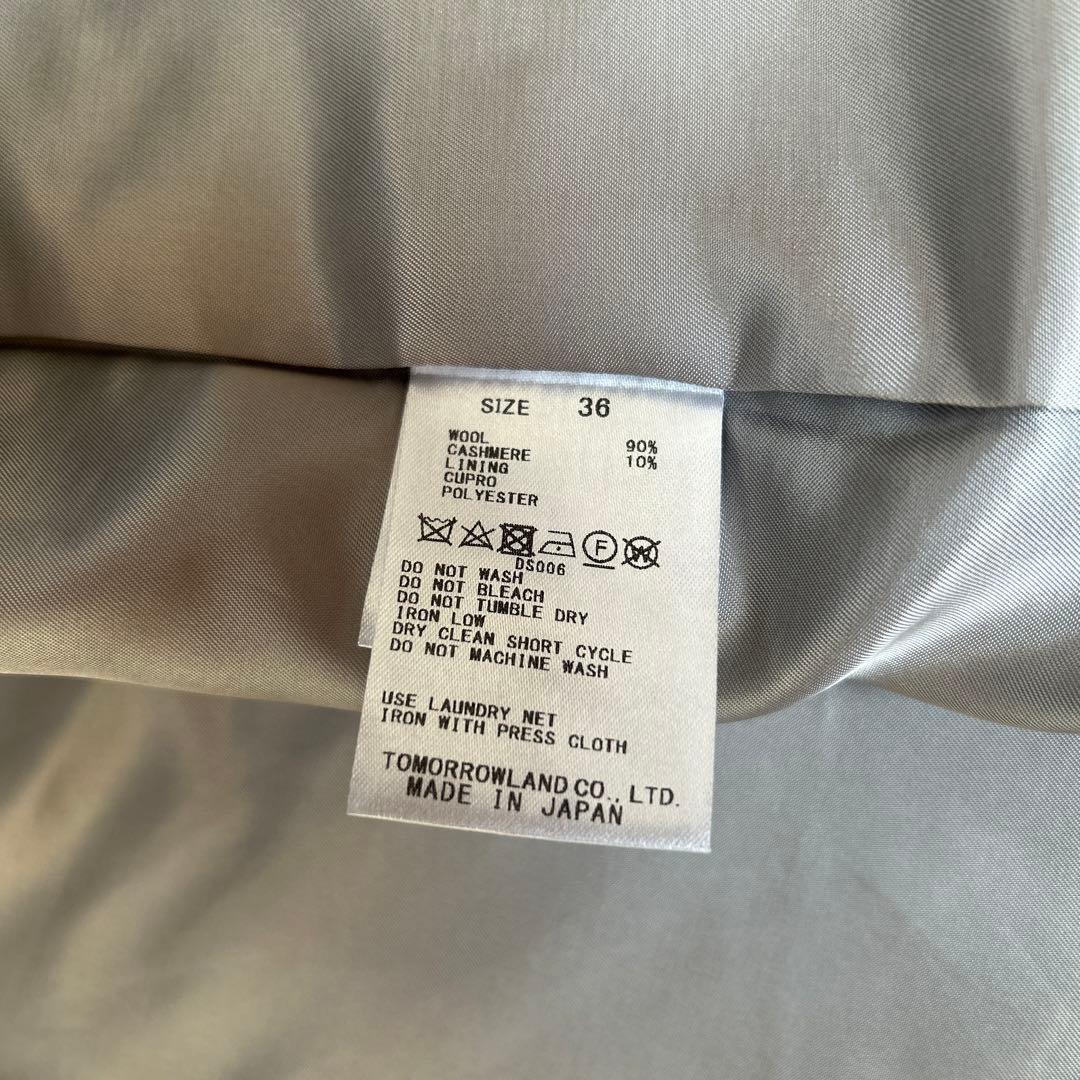 SIZE 36
WOOL 90%
CASHMERE 10%
LINING
CUPRO
POLYESTER
F W
DS006
DO NOT WASH
DO NOT BLEACH
DO NOT TUMBLE DRY
IRON LOW
DRY CLEAN SHORT CYCLE
DO NOT MACHINE WASH
USE LAUNDRY NET
IRON WITH PRESS CLOTH
TOMORROWLAND CO., LTD.
MADE IN JAPAN